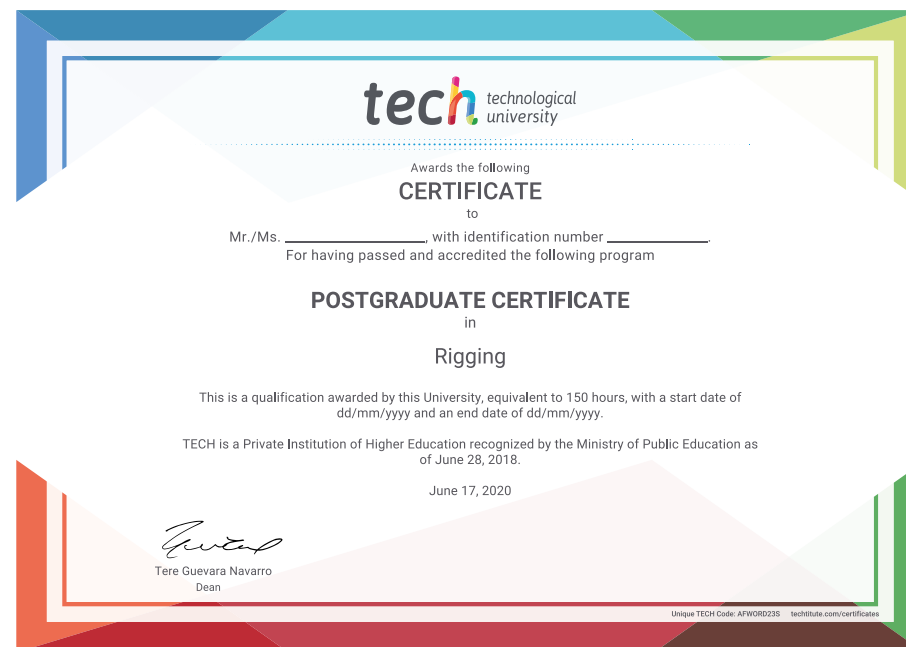 tech technological
university
Awards the following
CERTIFICATE
to
Mr./Ms. ____________________, with identification number ______________.
For having passed and accredited the following program
POSTGRADUATE CERTIFICATE
in
Rigging
This is a qualification awarded by this University, equivalent to 150 hours, with a start date of
dd/mm/yyyy and an end date of dd/mm/yyyy.
TECH is a Private Institution of Higher Education recognized by the Ministry of Public Education as
of June 28, 2018.
June 17, 2020
Tere Guevara Navarro
Dean
Unique TECH Code: AFWORD23S techtitute.com/certificates